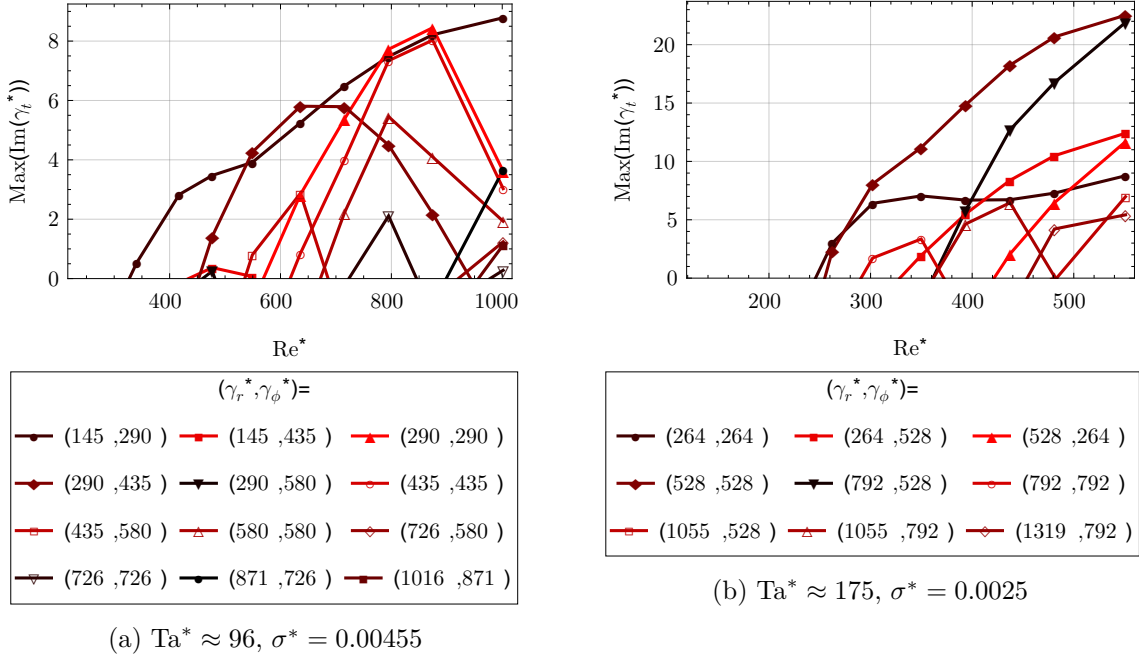 Max(Im(γt*))
8
6
4
2
0
400 600 800 1000
Re*
(γr*,γϕ*)=
(145 ,290 ) (145 ,435 ) (290 ,290 )
(290 ,435 ) (290 ,580 ) (435 ,435 )
(435 ,580 ) (580 ,580 ) (726 ,580 )
(726 ,726 ) (871 ,726 ) (1016 ,871 )
(a) Ta* ≈ 96, σ* = 0.00455
Max(Im(γt*))
20
15
10
5
0
200 300 400 500
Re*
(γr*,γϕ*)=
(264 ,264 ) (264 ,528 ) (528 ,264 )
(528 ,528 ) (792 ,528 ) (792 ,792 )
(1055 ,528 ) (1055 ,792 ) (1319 ,792 )
(b) Ta* ≈ 175, σ* = 0.0025